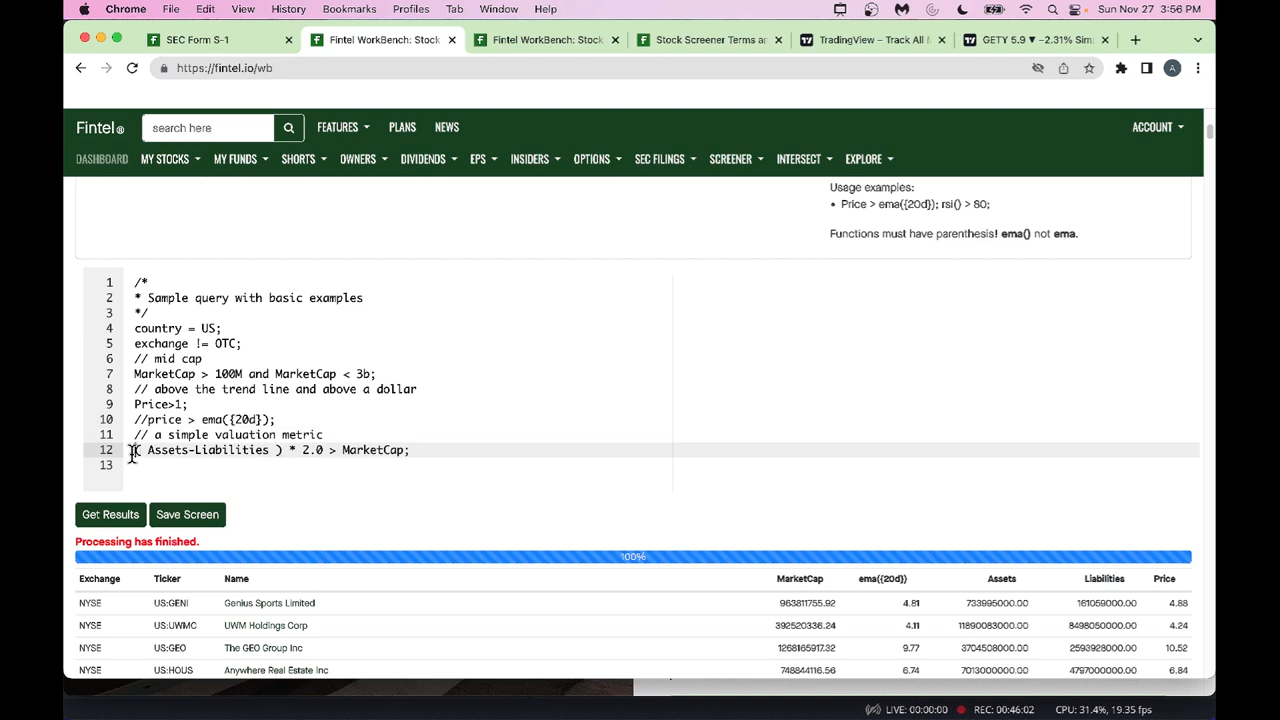 Chrome File Edit View History Bookmarks Profiles Tab Window Help Sun Nov 27 3:56 PM
SEC Form S-1 Fintel WorkBench: Stock Fintel WorkBench: Stock Stock Screener Terms a TradingView – Track All M GETY 5.9 ▼ −2.31% Sim
https://fintel.io/wb A
Fintel® search here FEATURES PLANS NEWS ACCOUNT
DASHBOARD MY STOCKS MY FUNDS SHORTS OWNERS DIVIDENDS EPS INSIDERS OPTIONS SEC FILINGS SCREENER INTERSECT EXPLORE
Usage examples:
• Price > ema({20d}); rsi() > 80;
Functions must have parenthesis! ema() not ema.
1 /*
2 * Sample query with basic examples
3 */
4 country = US;
5 exchange != OTC;
6 // mid cap
7 MarketCap > 100M and MarketCap < 3b;
8 // above the trend line and above a dollar
9 Price>1;
10 //price > ema({20d});
11 // a simple valuation metric
12 ( Assets-Liabilities ) * 2.0 > MarketCap;
13
Get Results Save Screen
Processing has finished.
100%
Exchange Ticker Name MarketCap ema({20d}) Assets Liabilities Price
NYSE US:GENI Genius Sports Limited 963811755.92 4.81 733995000.00 161059000.00 4.88
NYSE US:UWMC UWM Holdings Corp 392520336.24 4.11 11890083000.00 8498050000.00 4.24
NYSE US:GEO The GEO Group Inc 1268165917.32 9.77 3704508000.00 2593928000.00 10.52
NYSE US:HOUS Anywhere Real Estate Inc 748844116.56 6.74 7013000000.00 4797000000.00 6.84
LIVE: 00:00:00 REC: 00:46:02 CPU: 31.4%, 19.35 fps